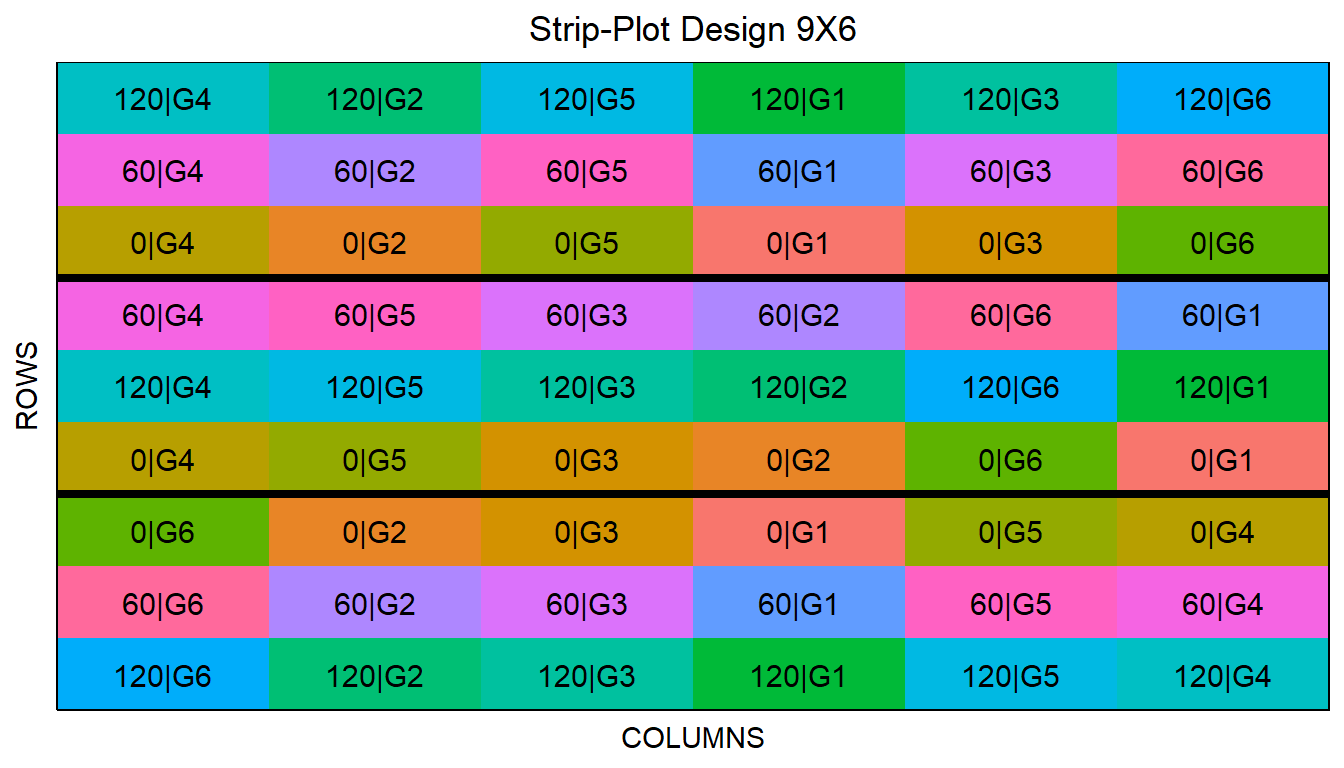 Strip-Plot Design 9X6
120|G4 120|G2 120|G5 120|G1 120|G3 120|G6
60|G4 60|G2 60|G5 60|G1 60|G3 60|G6
0|G4 0|G2 0|G5 0|G1 0|G3 0|G6
60|G4 60|G5 60|G3 60|G2 60|G6 60|G1
ROWS
120|G4 120|G5 120|G3 120|G2 120|G6 120|G1
0|G4 0|G5 0|G3 0|G2 0|G6 0|G1
0|G6 0|G2 0|G3 0|G1 0|G5 0|G4
60|G6 60|G2 60|G3 60|G1 60|G5 60|G4
120|G6 120|G2 120|G3 120|G1 120|G5 120|G4
COLUMNS